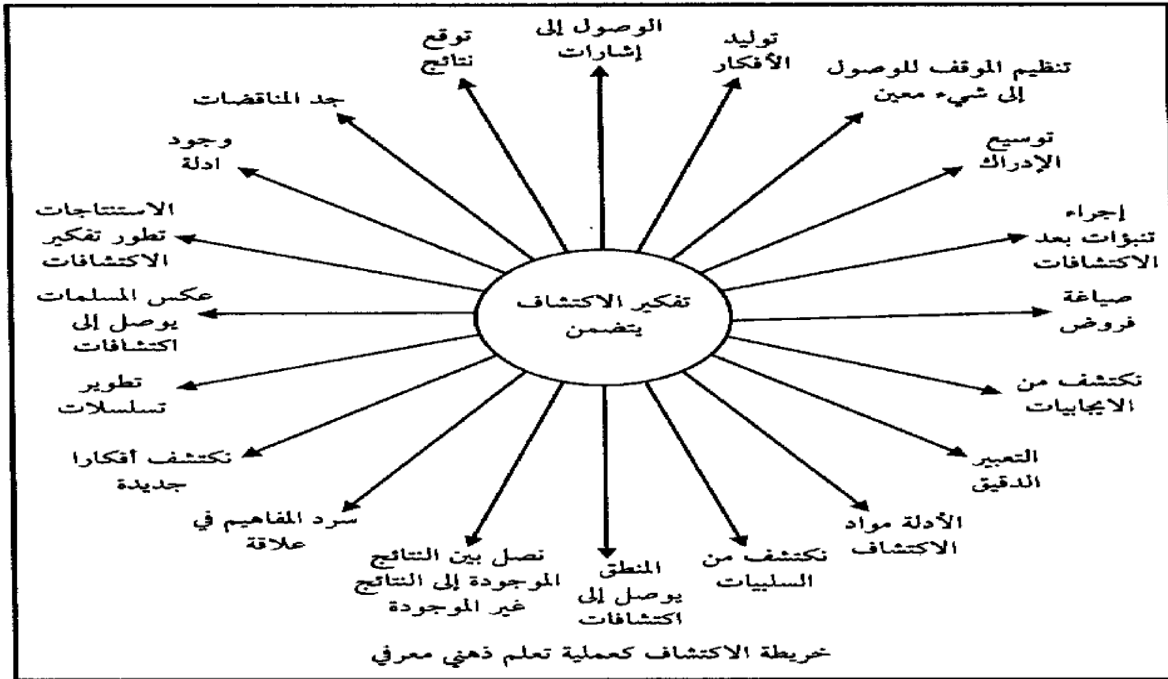 الوصول إلى
إشارات
توليد
الأفكار
تنظيم الموقف للوصول
إلى شيء معين
توسيع
الإدراك
إجراء
تنبؤات بعد
الاكتشافات
صياغة
فروض
نكتشف من
الايجابيات
التعبير
الدقيق
الأدلة مواد
الاكتشاف
نكتشف من
السلبيات
المنطق
يوصل إلى
اكتشافات
نصل بين النتائج
الموجودة إلى النتائج
غير الموجودة
سرد المفاهيم في
علاقة
نكتشف أفكارا
جديدة
تطوير
تسلسلات
عكس المسلمات
يوصل إلى
اكتشافات
الاستنتاجات
تطور تفكير
الاكتشافات
وجود
ادلة
جد المناقضات
توقع
نتائج
تفكير الاكتشاف
يتضمن
خريطة الاكتشاف كعملية تعلم ذهني معرفي